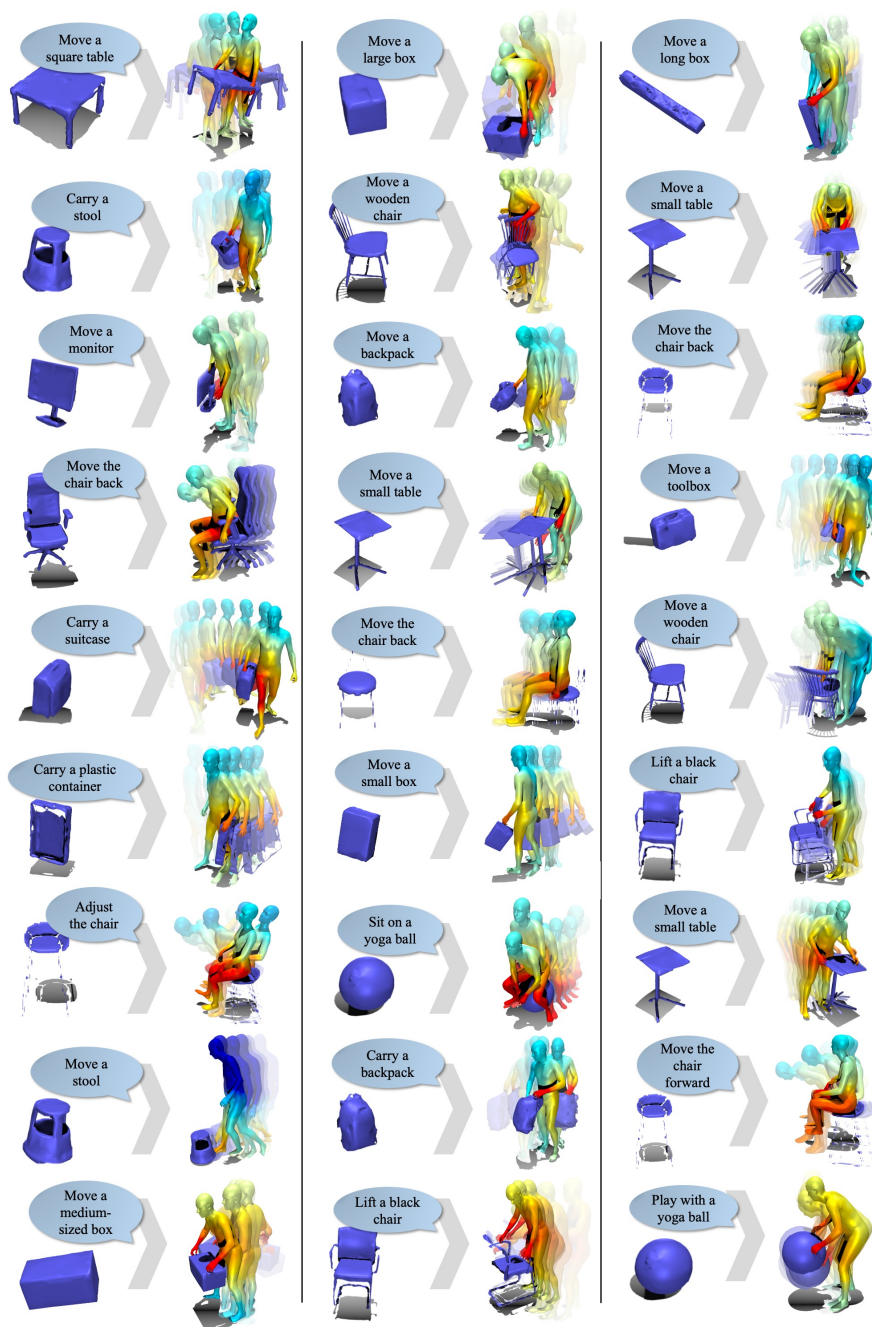 Move a
square table
Move a
large box
Move a
long box
Carry a
stool
Move a
wooden
chair
Move a
small table
Move a
monitor
Move a
backpack
Move the
chair back
Move the
chair back
Move a
small table
Move a
toolbox
Carry a
suitcase
Move the
chair back
Move a
wooden
chair
Carry a plastic
container
Move a
small box
Lift a black
chair
Adjust
the chair
Sit on a
yoga ball
Move a
small table
Move a
stool
Carry a
backpack
Move the
chair
forward
Move a
medium-
sized box
Lift a black
chair
Play with a
yoga ball